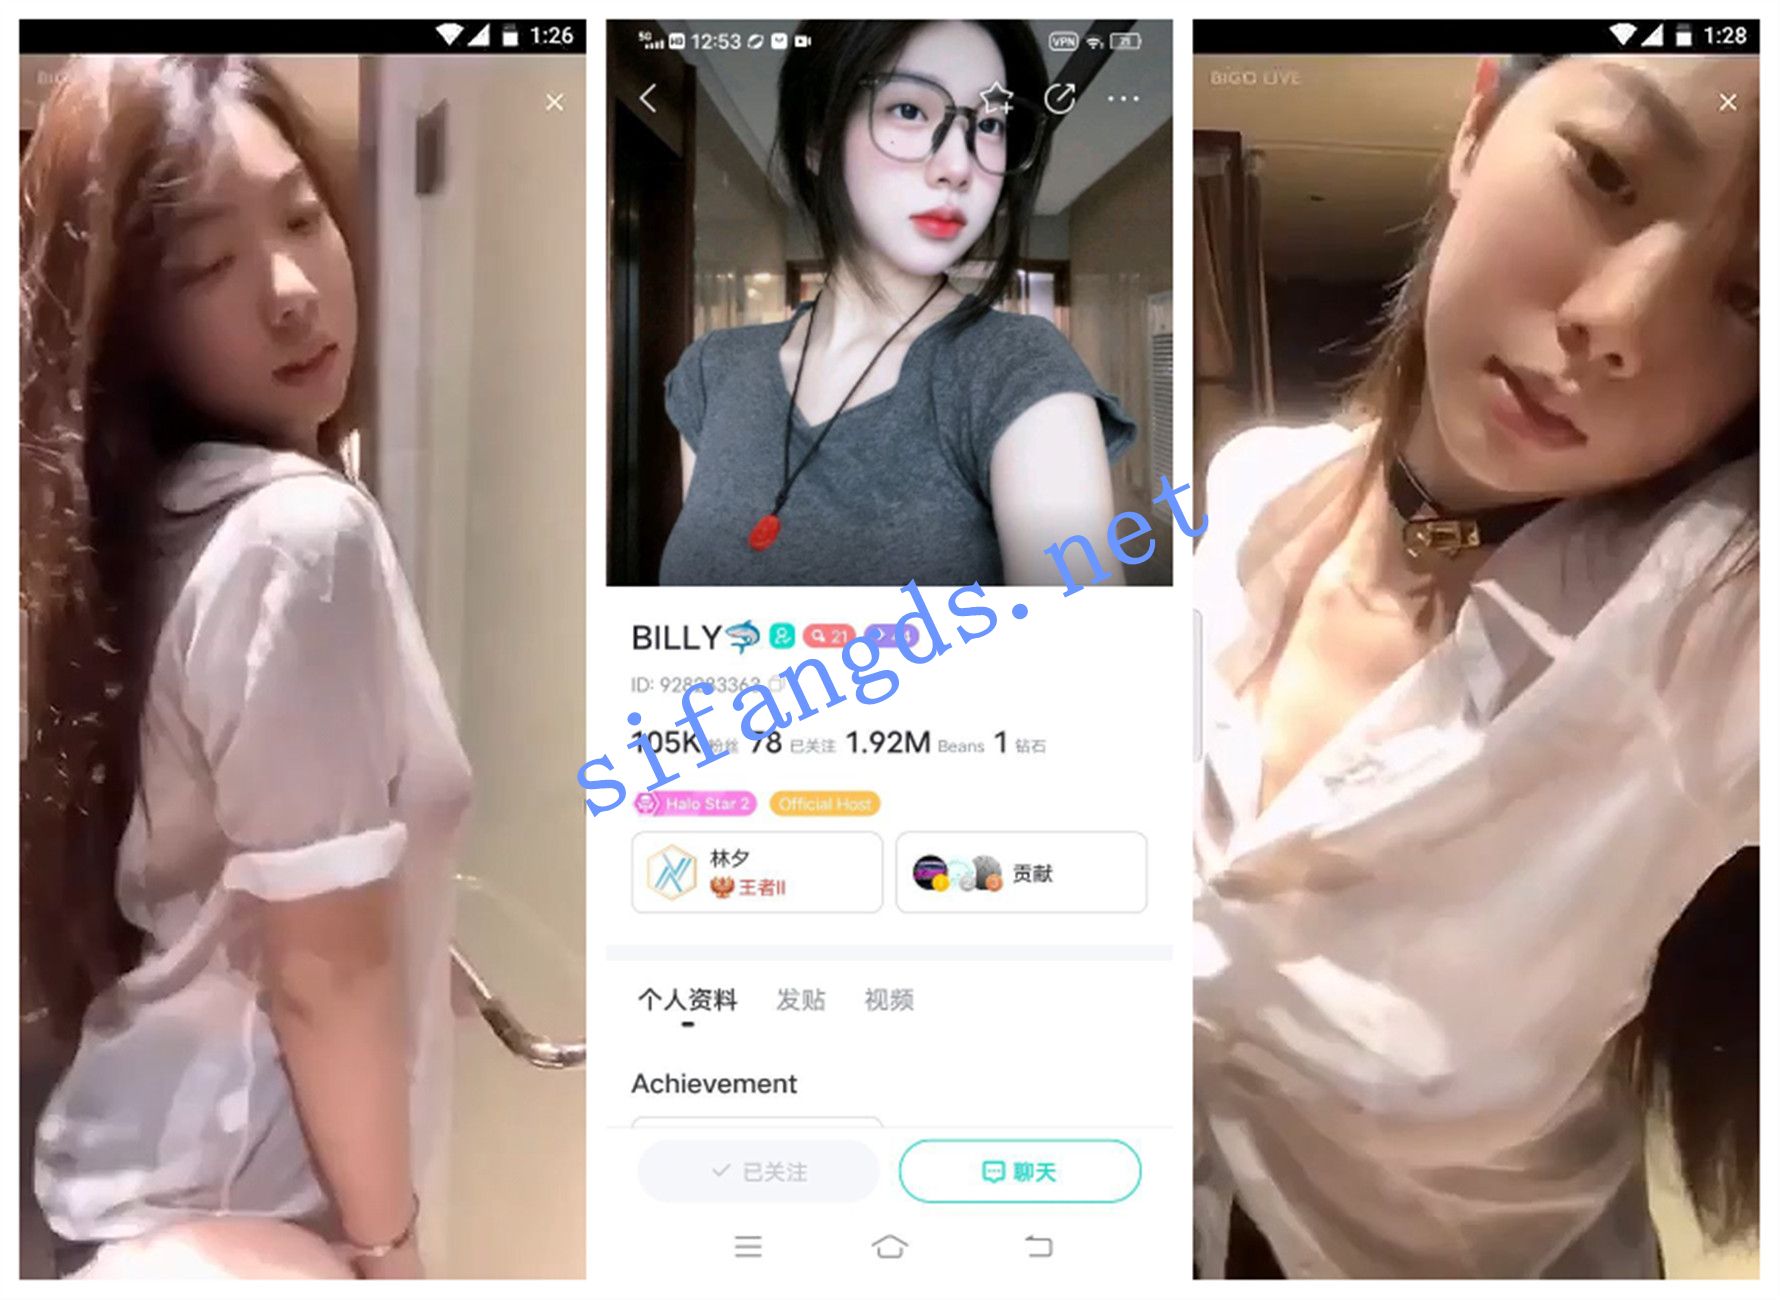 1:26
12:53
VPN
BILLY
21
ID: 928283363
105K 粉丝 78 已关注 1.92M Beans 1 钻石
Halo Star 2 Official Host
林夕
王者II
贡献
个人资料 发贴 视频
Achievement
已关注 聊天
1:28
BIGO LIVE
sifangds.net